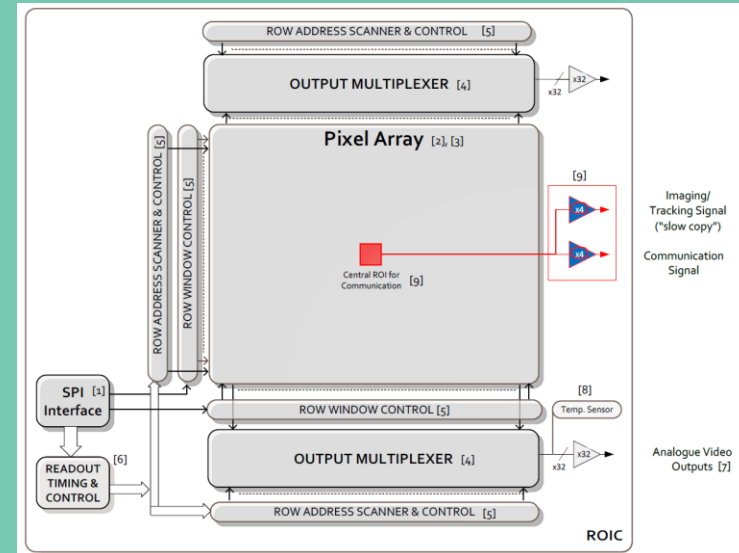 ROW ADDRESS SCANNER & CONTROL [5]
OUTPUT MULTIPLEXER [4]
x32
x32
Pixel Array [2], [3]
ROW ADDRESS SCANNER & CONTROL [5]
ROW WINDOW CONTROL [5]
[9]
x4
Imaging/
Tracking Signal
("slow copy")
x4
Communication
Signal
Central ROI for
Communication [9]
SPI [1]
Interface
[8]
Temp. Sensor
ROW WINDOW CONTROL [5]
READOUT
TIMING &
CONTROL
[6]
OUTPUT MULTIPLEXER [4]
x32
x32
Analogue Video
Outputs [7]
ROW ADDRESS SCANNER & CONTROL [5]
ROIC